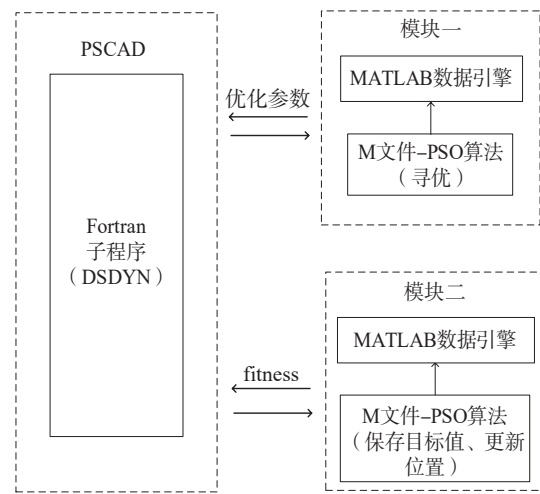 PSCAD
Fortran
子程序
（DSDYN）
优化参数
模块一
MATLAB数据引擎
M文件–PSO算法
（寻优）
fitness
模块二
MATLAB数据引擎
M文件–PSO算法
（保存目标值、更新
位置）